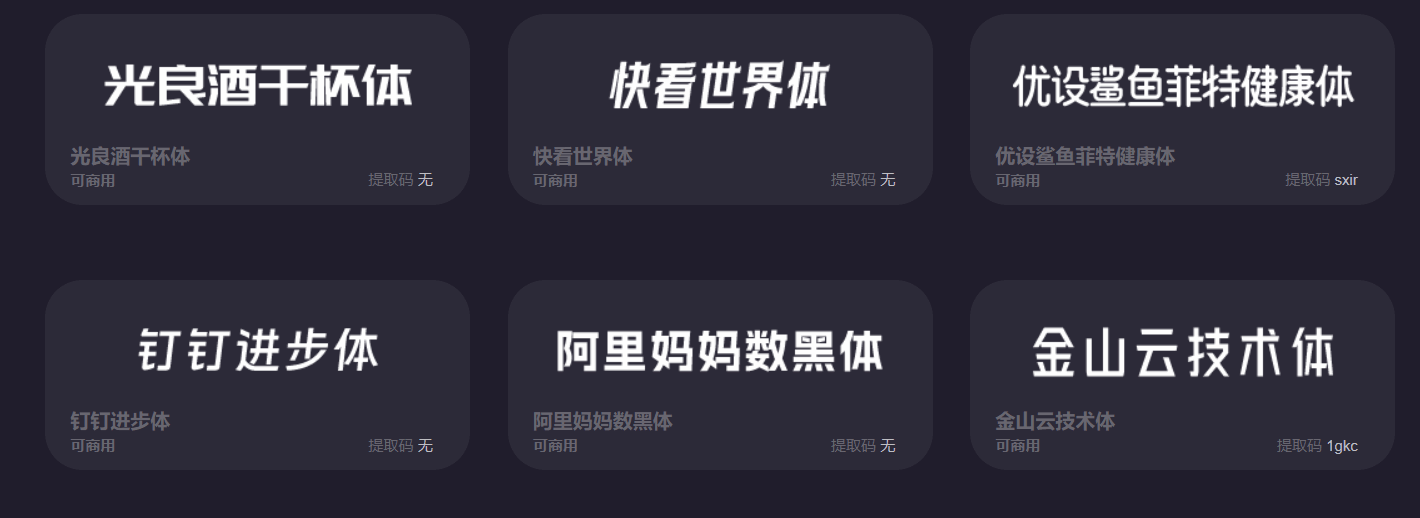 光良酒干杯体
光良酒干杯体
可商用
提取码 无
快看世界体
快看世界体
可商用
提取码 无
优设鲨鱼菲特健康体
优设鲨鱼菲特健康体
可商用
提取码 sxir
钉钉进步体
钉钉进步体
可商用
提取码 无
阿里妈妈数黑体
阿里妈妈数黑体
可商用
提取码 无
金山云技术体
金山云技术体
可商用
提取码 1gkc